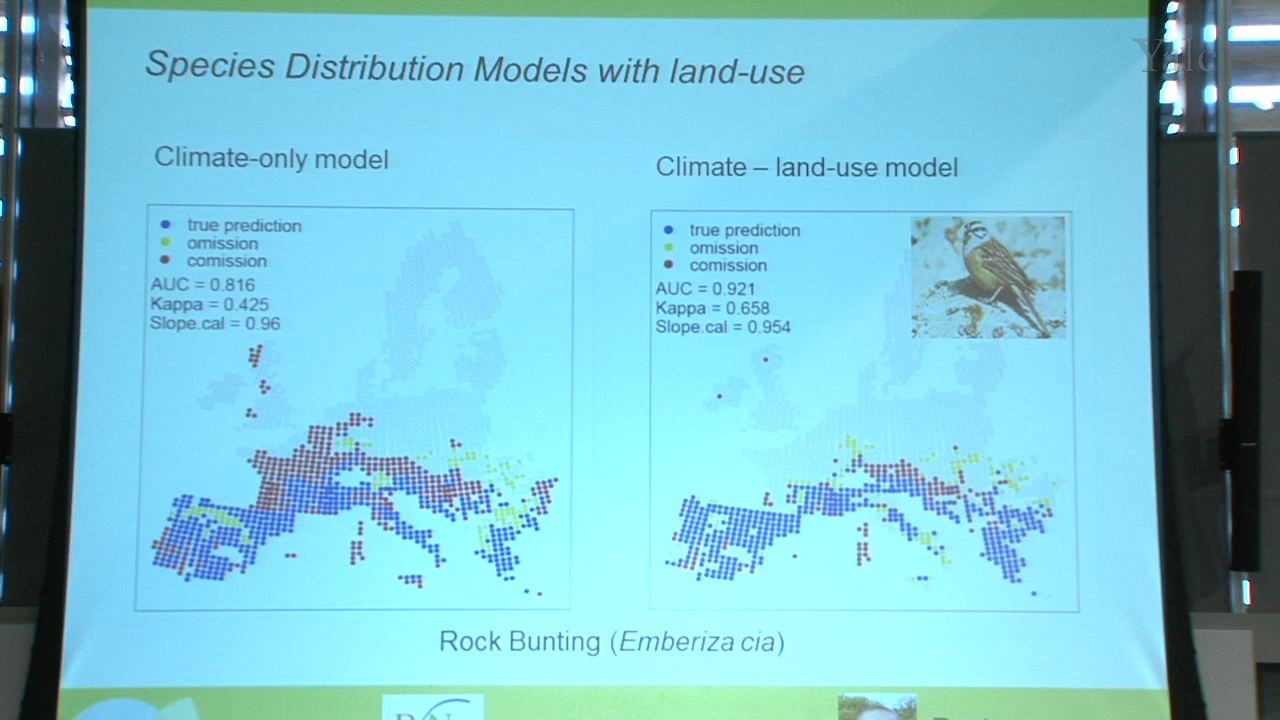 Yale
Species Distribution Models with land-use
Climate-only model
true prediction
omission
comission
AUC = 0.816
Kappa = 0.425
Slope.cal = 0.96
Climate – land-use model
true prediction
omission
comission
AUC = 0.921
Kappa = 0.658
Slope.cal = 0.954
Rock Bunting (Emberiza cia)